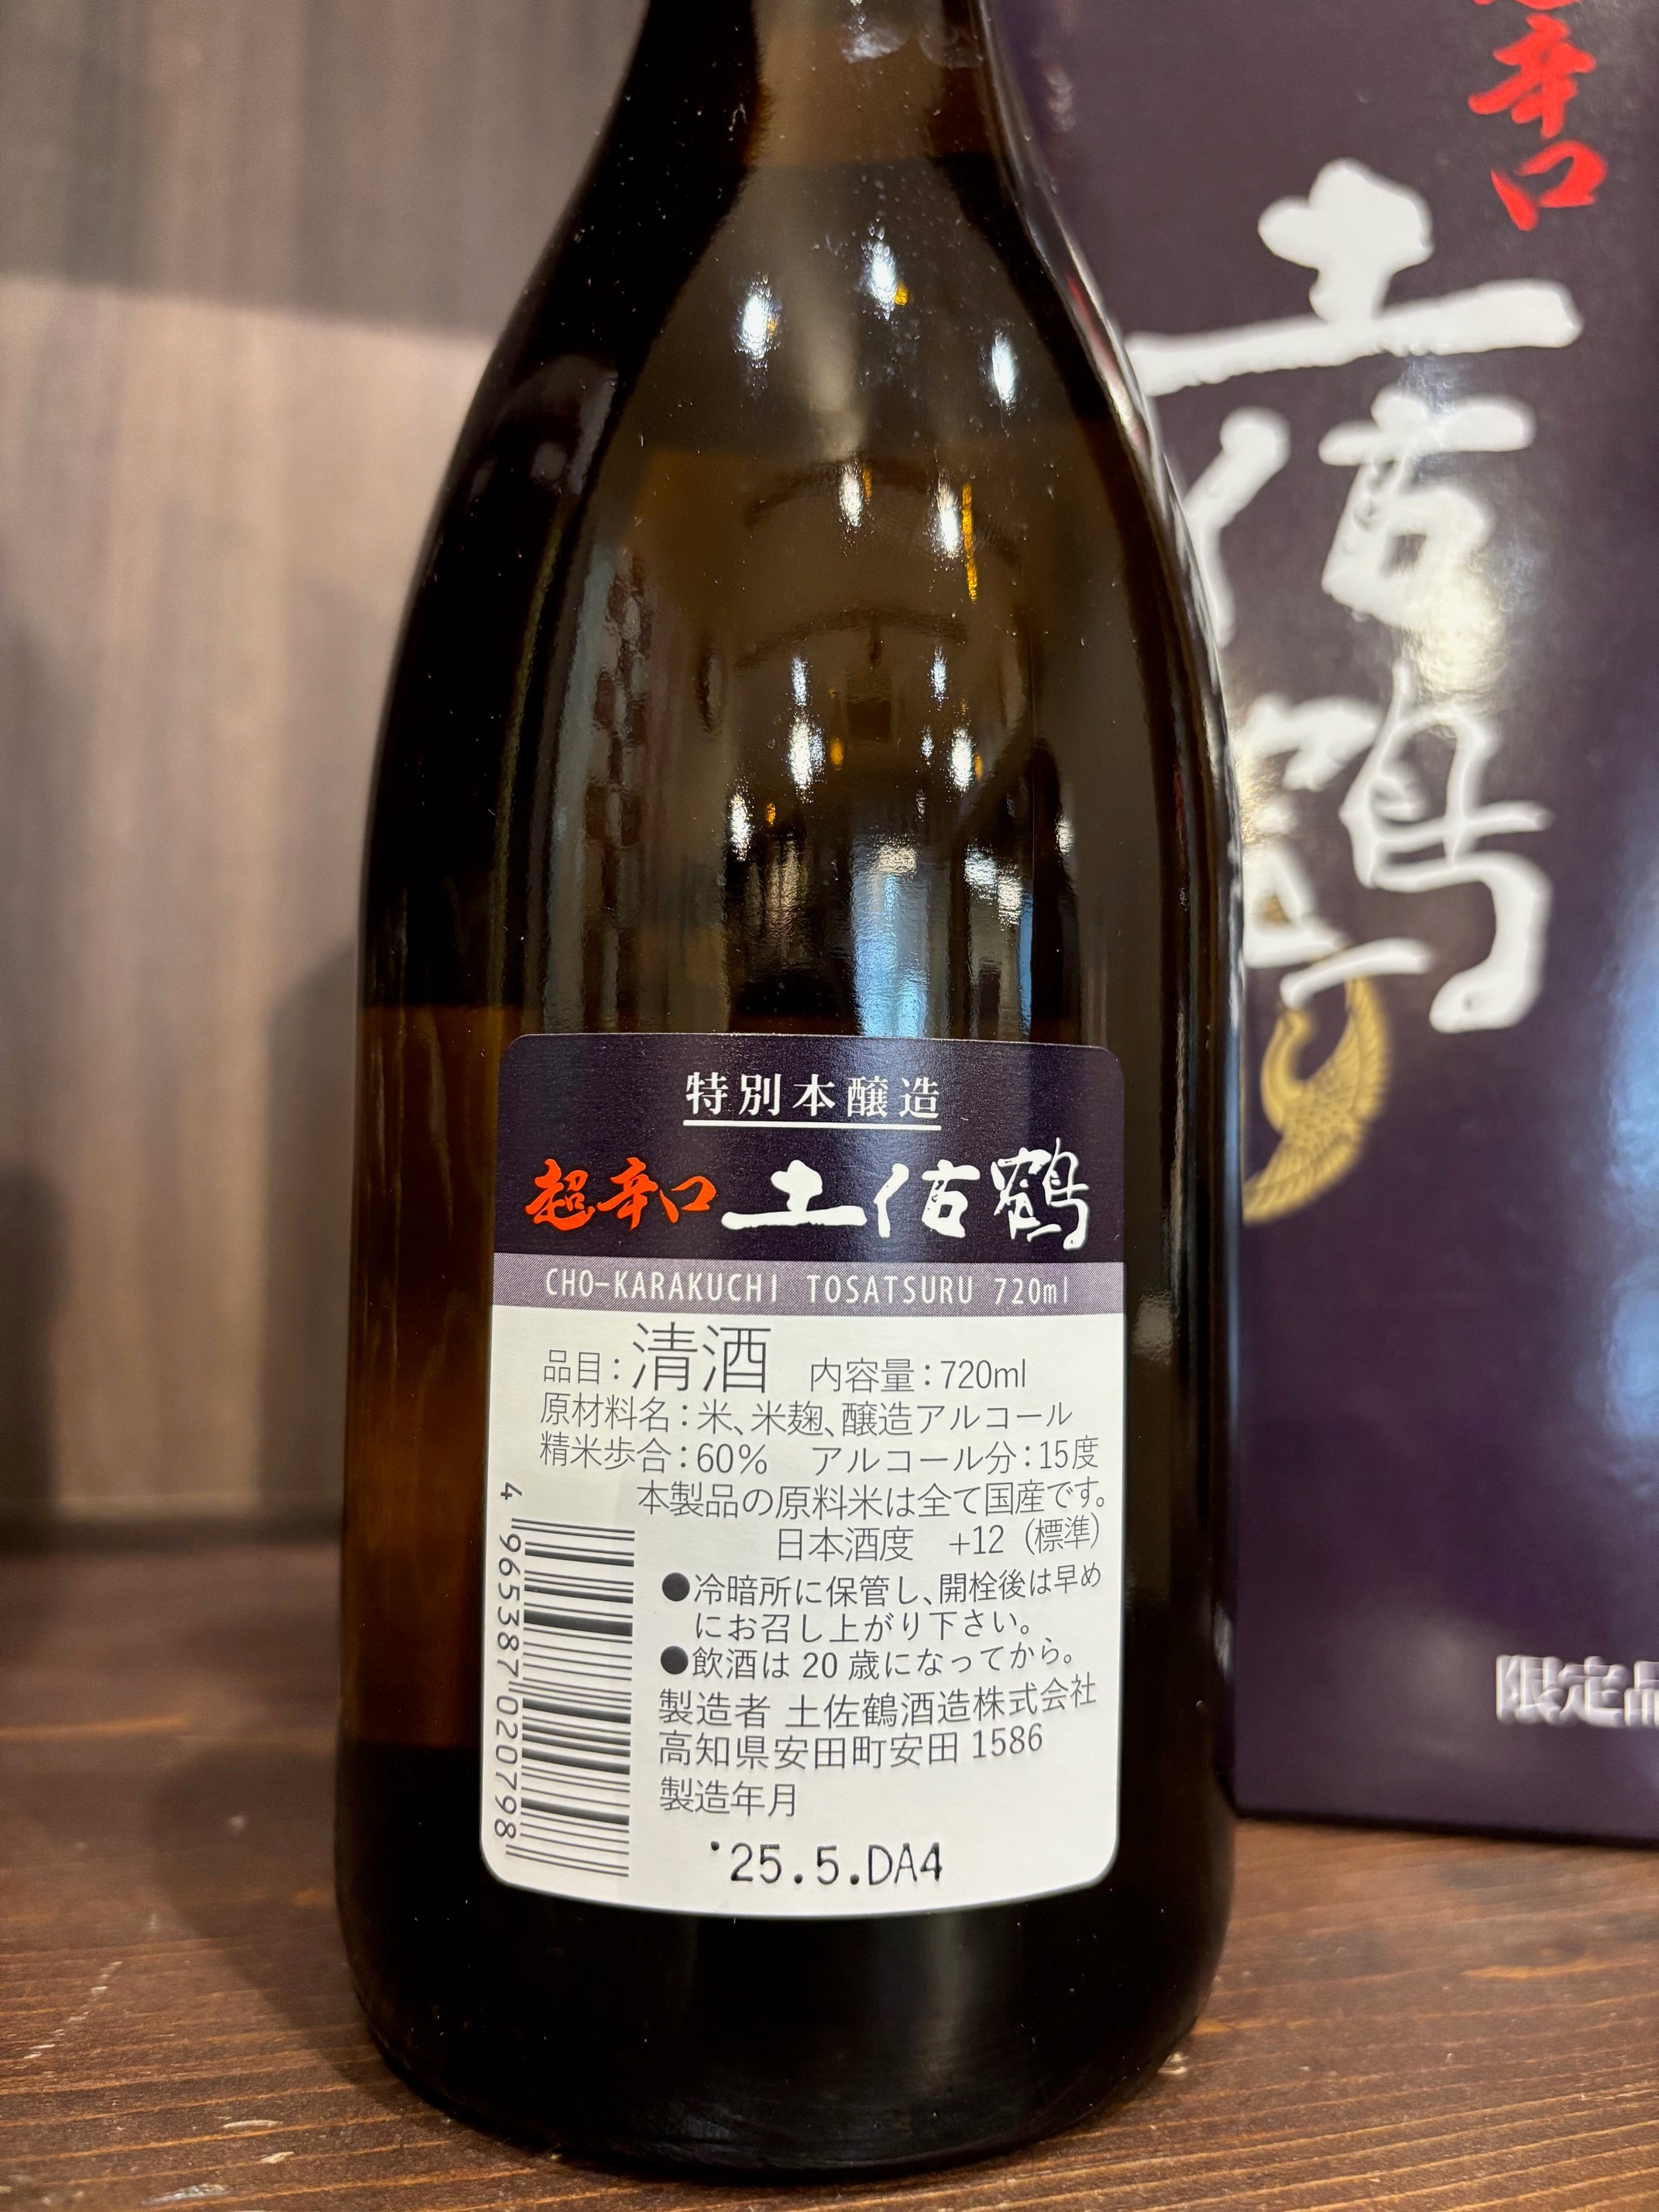 辛口
土佐鶴
限定品
特別本醸造
超辛口 土佐鶴
CHO-KARAKUCHI TOSATSURU 720ml
品目:清酒 内容量:720ml
原材料名:米、米麹、醸造アルコール
精米歩合:60% アルコール分:15度
本製品の原料米は全て国産です。
日本酒度 +12 (標準)
●冷暗所に保管し、開栓後は早め
にお召し上がり下さい。
●飲酒は20歳になってから。
製造者 土佐鶴酒造株式会社
高知県安田町安田1586
製造年月
'25.5.DA4
4 965387 020798